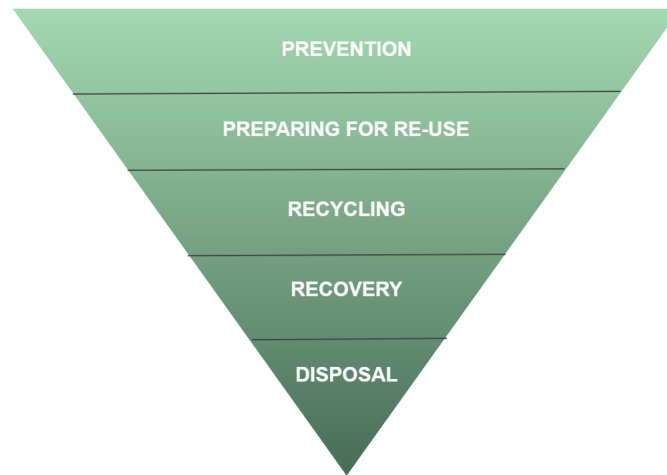 PREVENTION
PREPARING FOR RE-USE
RECYCLING
RECOVERY
DISPOSAL